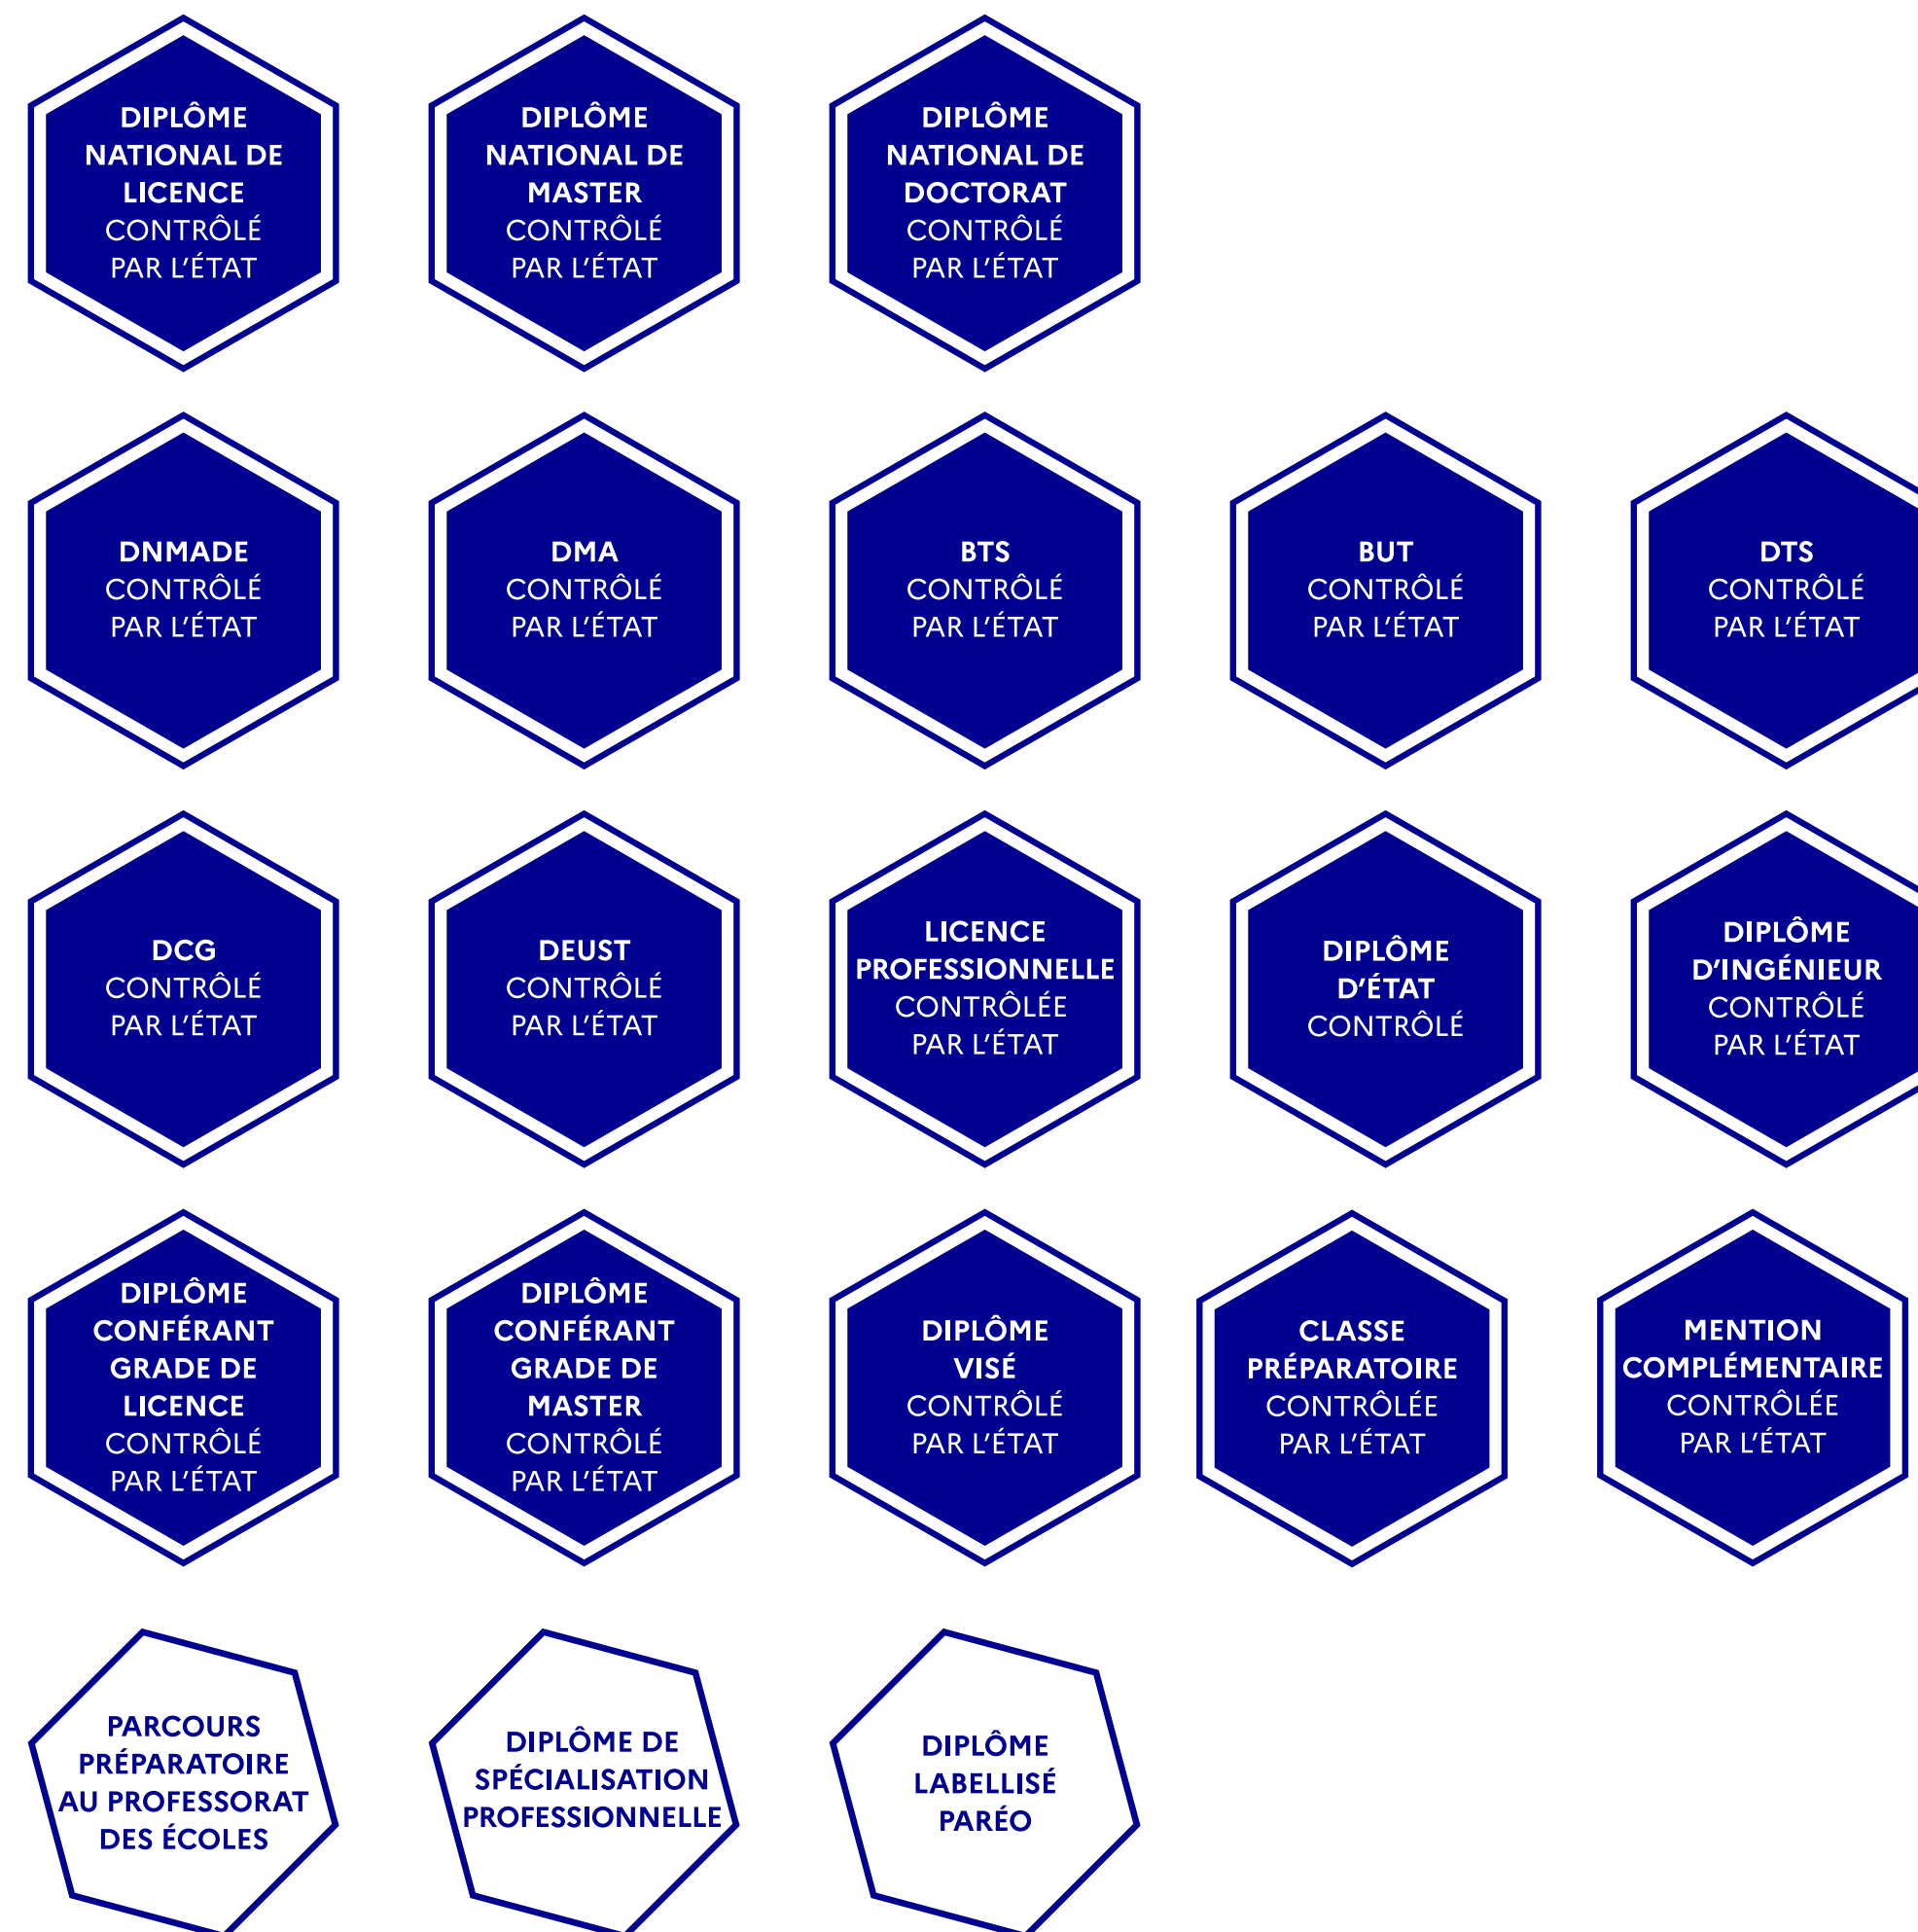 DIPLÔME
NATIONAL DE
LICENCE
CONTRÔLÉ
PAR L’ÉTAT
DIPLÔME
NATIONAL DE
MASTER
CONTRÔLÉ
PAR L’ÉTAT
DIPLÔME
NATIONAL DE
DOCTORAT
CONTRÔLÉ
PAR L’ÉTAT
DNMADE
CONTRÔLÉ
PAR L’ÉTAT
DMA
CONTRÔLÉ
PAR L’ÉTAT
BTS
CONTRÔLÉ
PAR L’ÉTAT
BUT
CONTRÔLÉ
PAR L’ÉTAT
DTS
CONTRÔLÉ
PAR L’ÉTAT
DCG
CONTRÔLÉ
PAR L’ÉTAT
DEUST
CONTRÔLÉ
PAR L’ÉTAT
LICENCE
PROFESSIONNELLE
CONTRÔLÉE
PAR L’ÉTAT
DIPLÔME
D’ÉTAT
CONTRÔLÉ
DIPLÔME
D’INGÉNIEUR
CONTRÔLÉ
PAR L’ÉTAT
DIPLÔME
CONFÉRANT
GRADE DE
LICENCE
CONTRÔLÉ
PAR L’ÉTAT
DIPLÔME
CONFÉRANT
GRADE DE
MASTER
CONTRÔLÉ
PAR L’ÉTAT
DIPLÔME
VISÉ
CONTRÔLÉ
PAR L’ÉTAT
CLASSE
PRÉPARATOIRE
CONTRÔLÉE
PAR L’ÉTAT
MENTION
COMPLÉMENTAIRE
CONTRÔLÉE
PAR L’ÉTAT
PARCOURS
PRÉPARATOIRE
AU PROFESSORAT
DES ÉCOLES
DIPLÔME DE
SPÉCIALISATION
PROFESSIONNELLE
DIPLÔME
LABELLISÉ
PARÉO